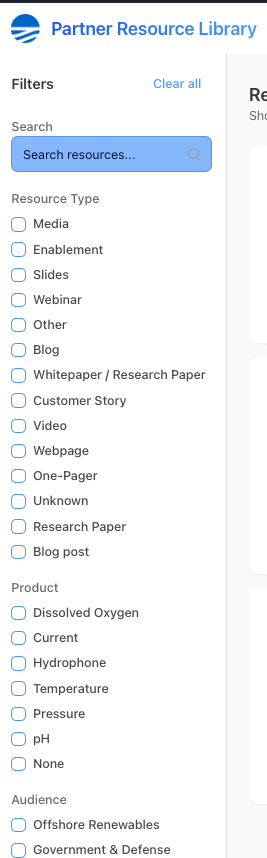 Partner Resource Library
Filters
Clear all
Re
Sho
Search
Search resources...
Resource Type
Media
Enablement
Slides
Webinar
Other
Blog
Whitepaper / Research Paper
Customer Story
Video
Webpage
One-Pager
Unknown
Research Paper
Blog post
Product
Dissolved Oxygen
Current
Hydrophone
Temperature
Pressure
pH
None
Audience
Offshore Renewables
Government & Defense